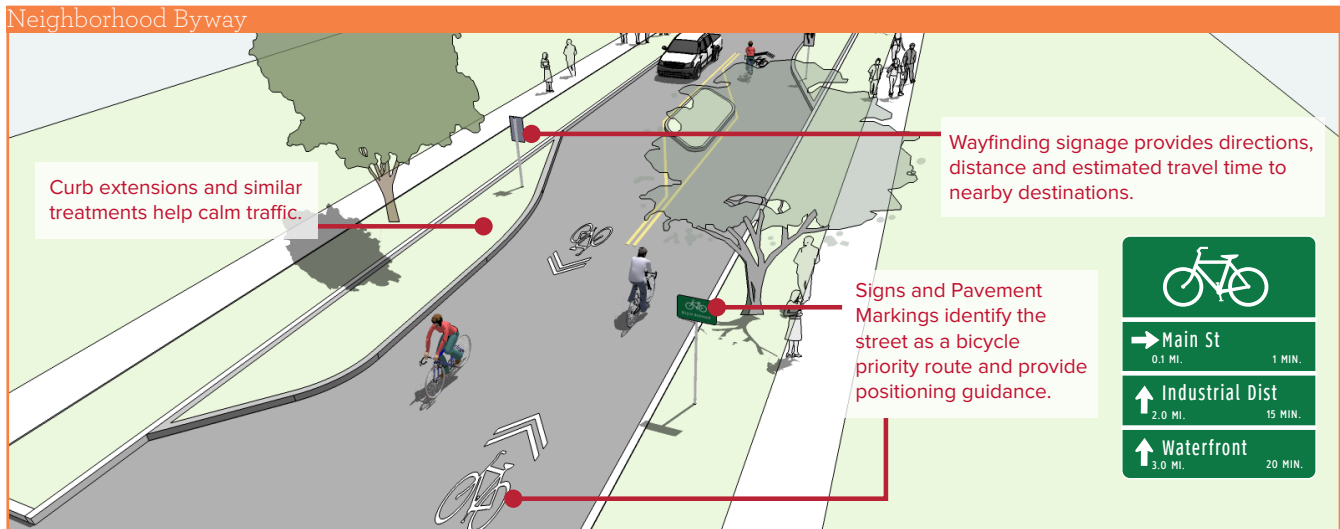 Neighborhood Byway
Curb extensions and similar
treatments help calm traffic.
Wayfinding signage provides directions,
distance and estimated travel time to
nearby destinations.
Signs and Pavement
Markings identify the
street as a bicycle
priority route and provide
positioning guidance.
Main St
0.1 MI. 1 MIN.
Industrial Dist
2.0 MI. 15 MIN.
Waterfront
3.0 MI. 20 MIN.